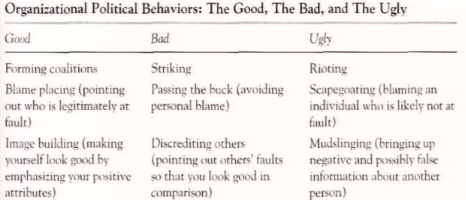 Organizational Political Behaviors: The Good, The Bad, and The Ugly
Good Bad Ugly
Forming coalitions Striking Rioting
Blame placing (pointing Passing the buck (avoiding Scapegoating (blaming an
out who is legitimately at personal blame) individual who is likely not at
fault) fault)
Image building (making Discrediting others Mudslinging (bringing up
yourself look good by (pointing out others' faults negative and possibly false
emphasizing your positive so that you look good in information about another
attributes) comparison) person)